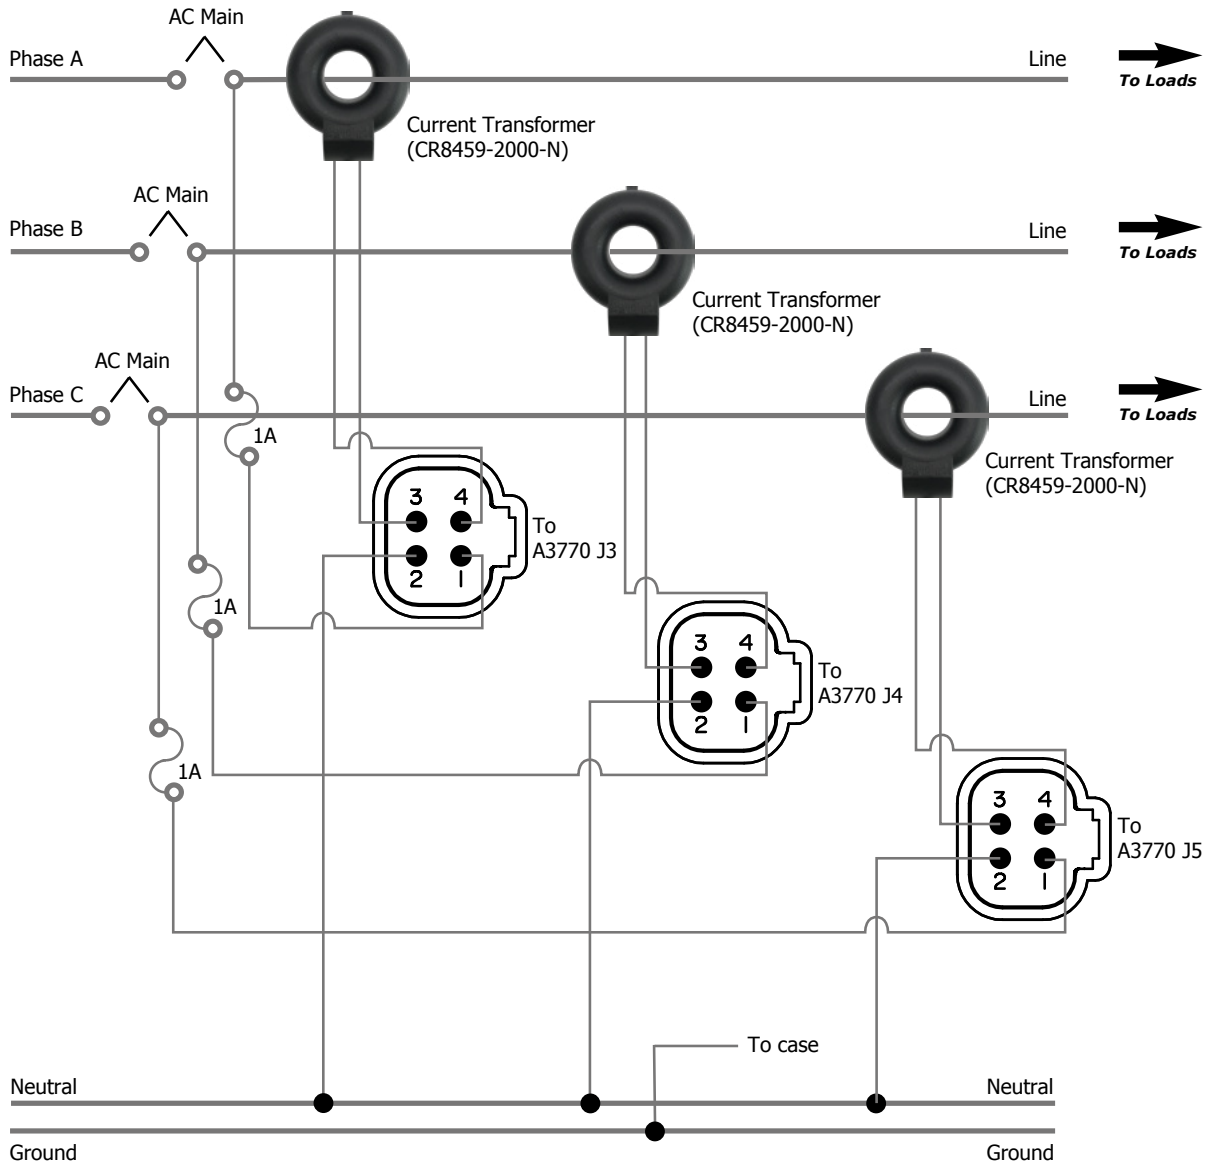 AC Main
Phase A
Line
To Loads
Current Transformer
(CR8459-2000-N)
AC Main
Phase B
Line
To Loads
Current Transformer
(CR8459-2000-N)
AC Main
Phase C
Line
To Loads
1A
Current Transformer
(CR8459-2000-N)
3 4
2 1
To
A3770 J3
1A
3 4
2 1
To
A3770 J4
1A
3 4
2 1
To
A3770 J5
To case
Neutral
Neutral
Ground
Ground